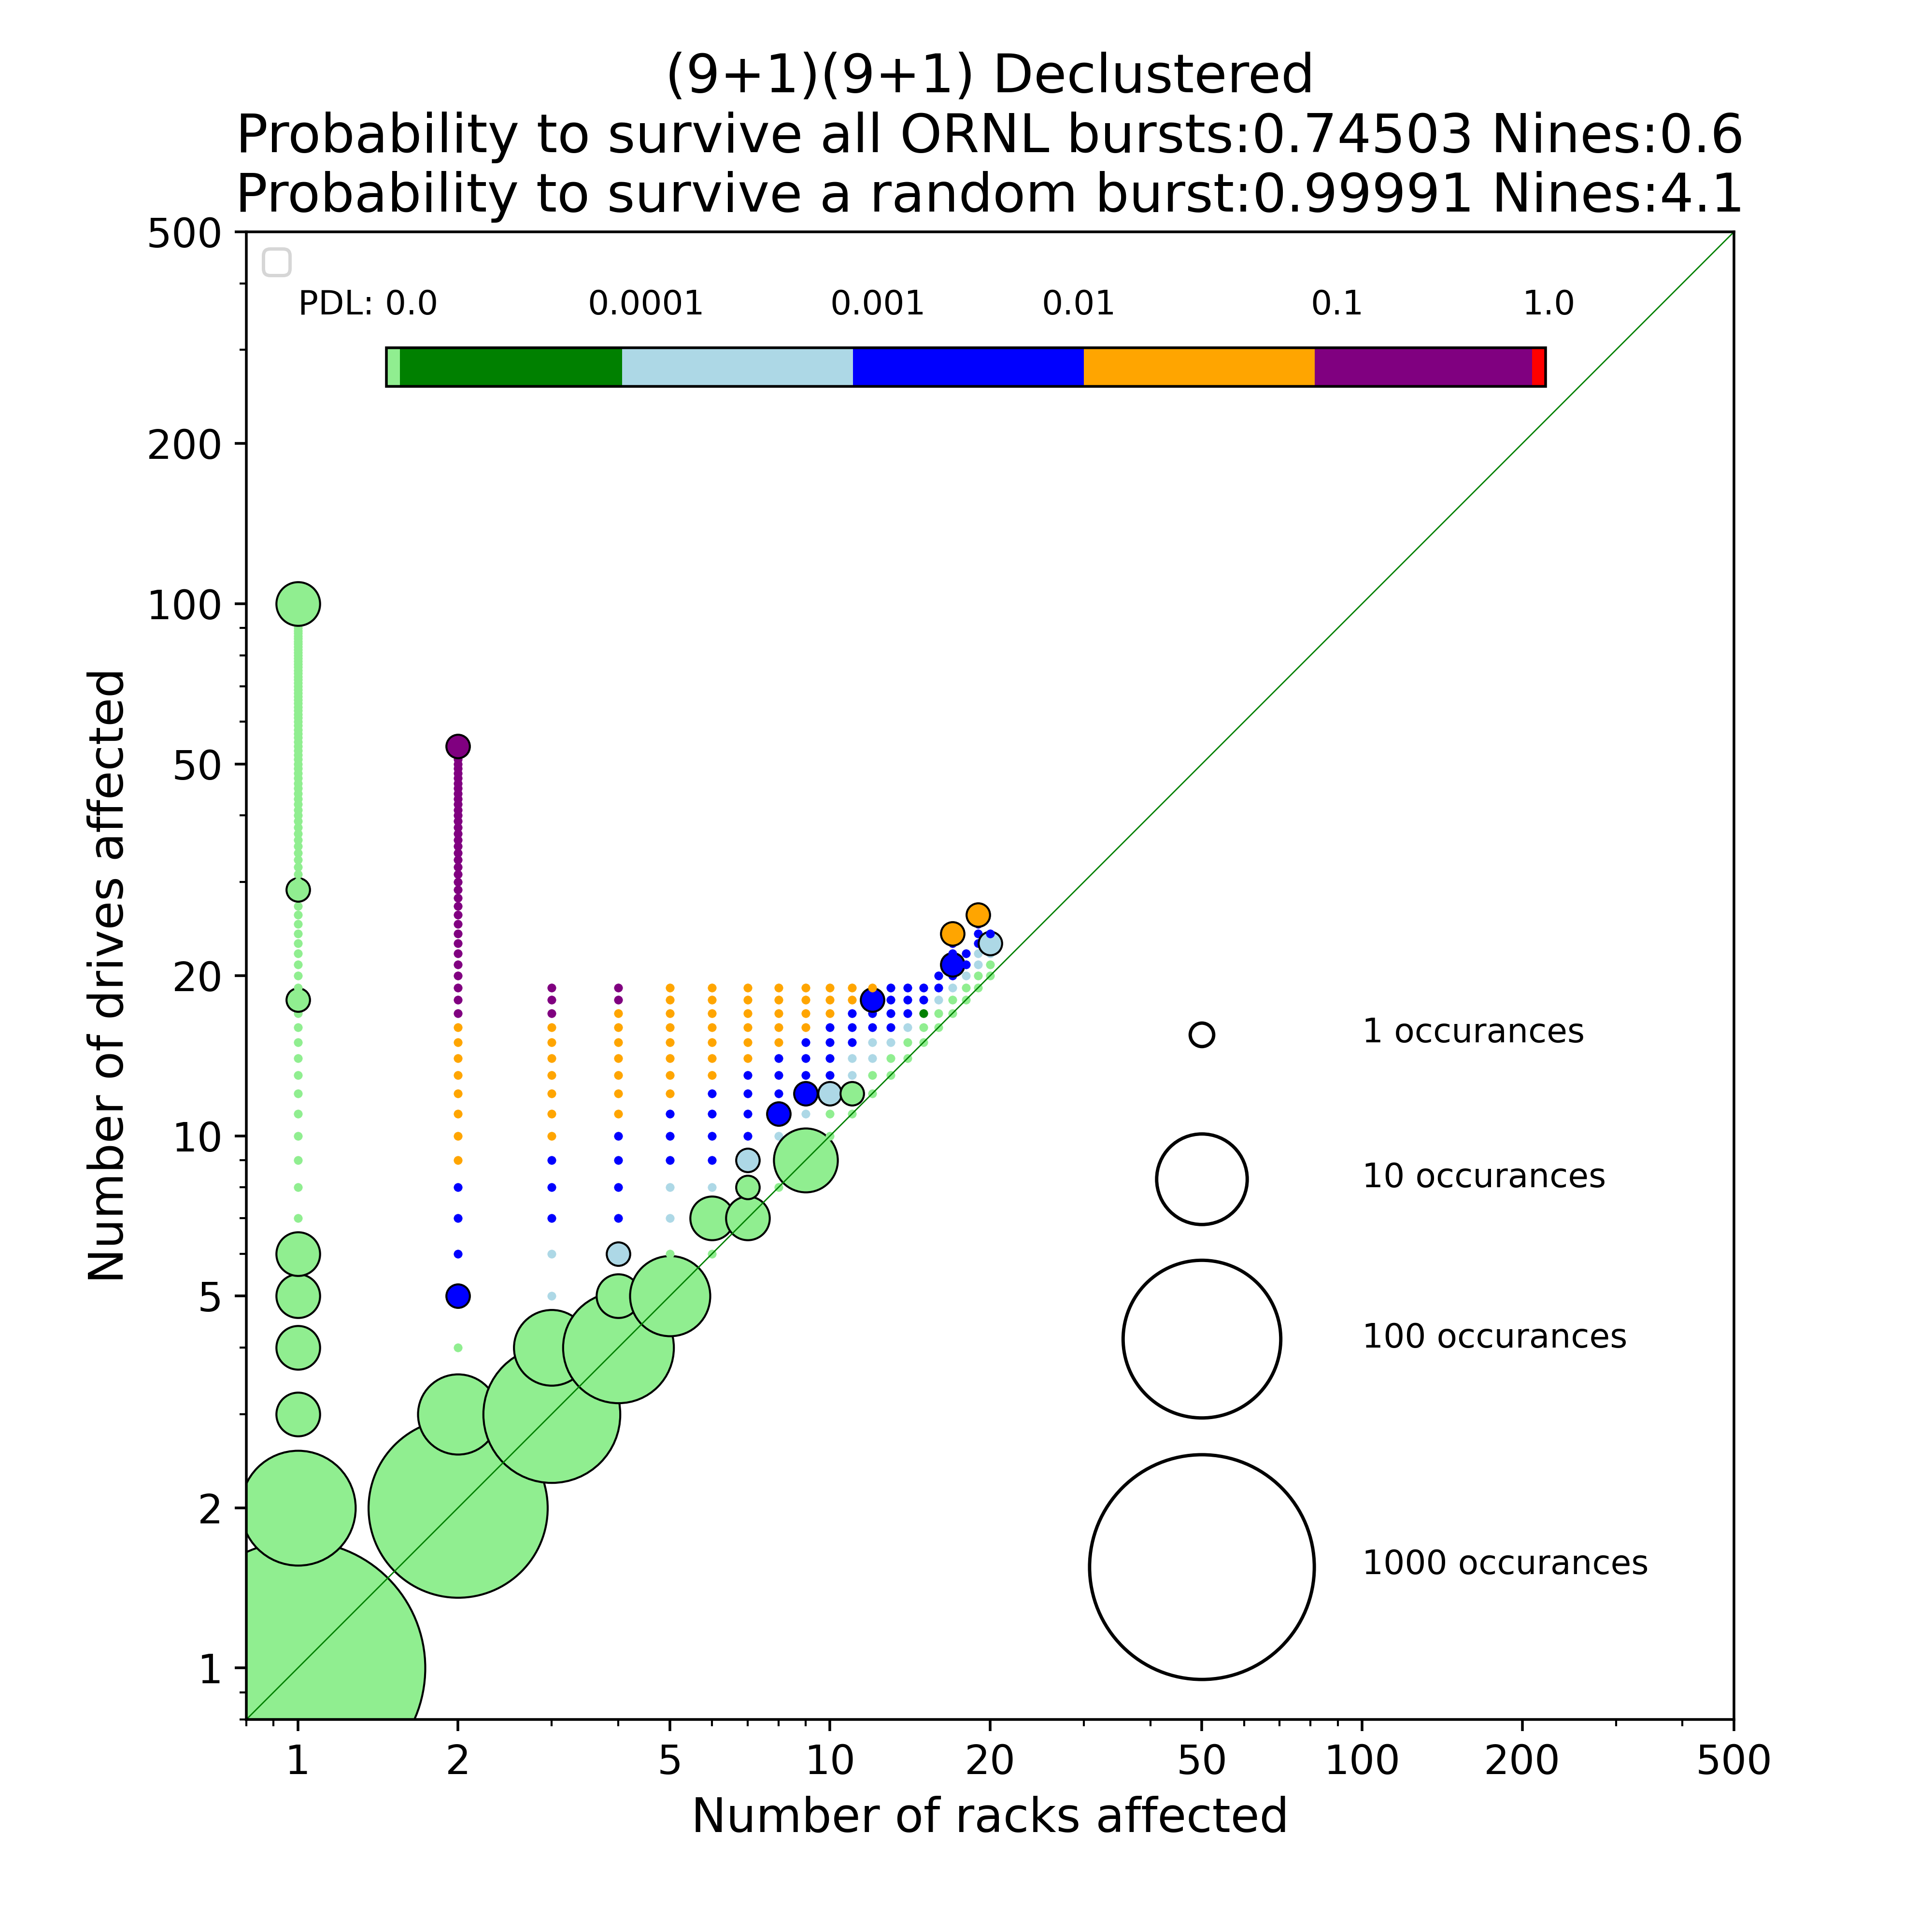 (9+1)(9+1) Declustered
Probability to survive all ORNL bursts:0.74503 Nines:0.6
Probability to survive a random burst:0.99991 Nines:4.1
500
PDL: 0.0 0.0001 0.001 0.01 0.1 1.0
200
100
50
20
1 occurances
10
10 occurances
5
100 occurances
2
1000 occurances
1
Number of drives affected
1 2 5 10 20 50 100 200 500
Number of racks affected